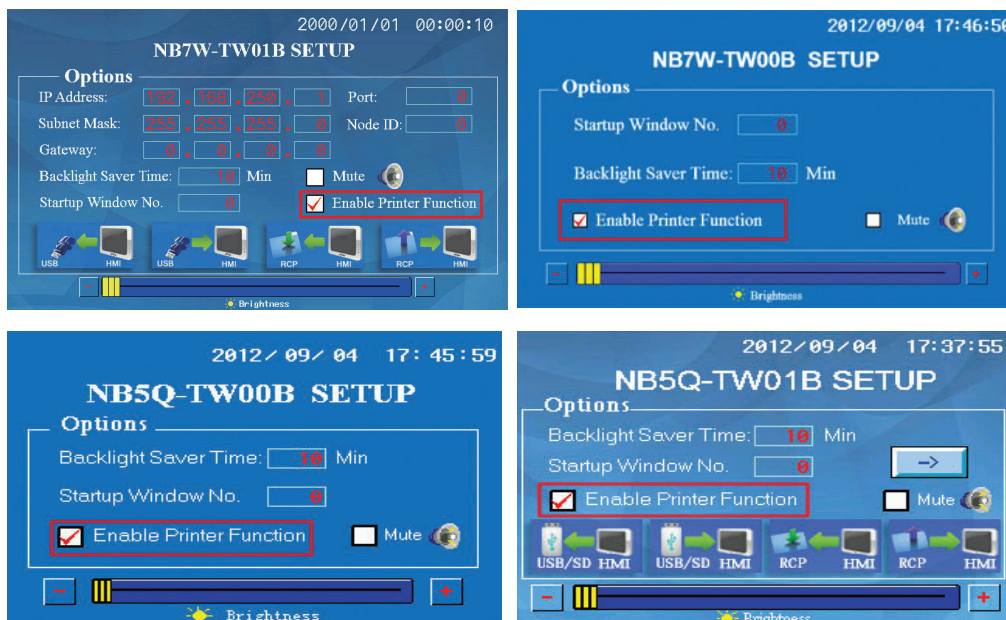 2000/01/01 00:00:10
NB7W-TW01B SETUP
Options
IP Address: 192 . 168 . 250 . 1 Port: 0
Subnet Mask: 255 . 255 . 255 . 0 Node ID: 0
Gateway: 0 . 0 . 0 . 0
Backlight Saver Time: 10 Min Mute
Startup Window No. 0 Enable Printer Function
USB HMI USB HMI RCP HMI RCP HMI
- +
Brightness
2012/09/04 17:46:56
NB7W-TW00B SETUP
Options
Startup Window No. 0
Backlight Saver Time: 10 Min
Enable Printer Function Mute
- +
Brightness
2012/09/04 17:45:59
NB5Q-TW00B SETUP
Options
Backlight Saver Time: 10 Min
Startup Window No. 0
Enable Printer Function Mute
- +
Brightness
2012/09/04 17:37:55
NB5Q-TW01B SETUP
Options
Backlight Saver Time: 10 Min
Startup Window No. 0 ->
Enable Printer Function Mute
USB/SD HMI USB/SD HMI RCP HMI RCP HMI
- +
Brightness